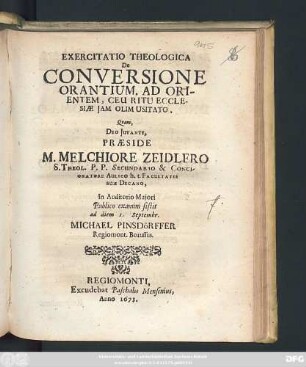 EXERCITATIO THEOLOGICA
De
CONVERSIONE
ORANTIUM, AD ORI-
ENTEM, CEU RITU ECCLE-
SIÆ JAM OLIM USITATO,
Quam,
DEO JUVANTE,
PRÆSIDE
M. MELCHIORE ZEIDLERO
S. THEOL. P. P. SECUNDARIO & CONCI-
ONATORE AULICO h. t. FACULTATIS
SUÆ DECANO,
In Auditorio Maiori
Publico examini sistit
ad diem 1. Septembr.
MICHAEL PINSDÖRFFER
Regiomont. Borussus.
REGIOMONTI,
Excudebat Paschalis Mensenius,
Anno 1673.